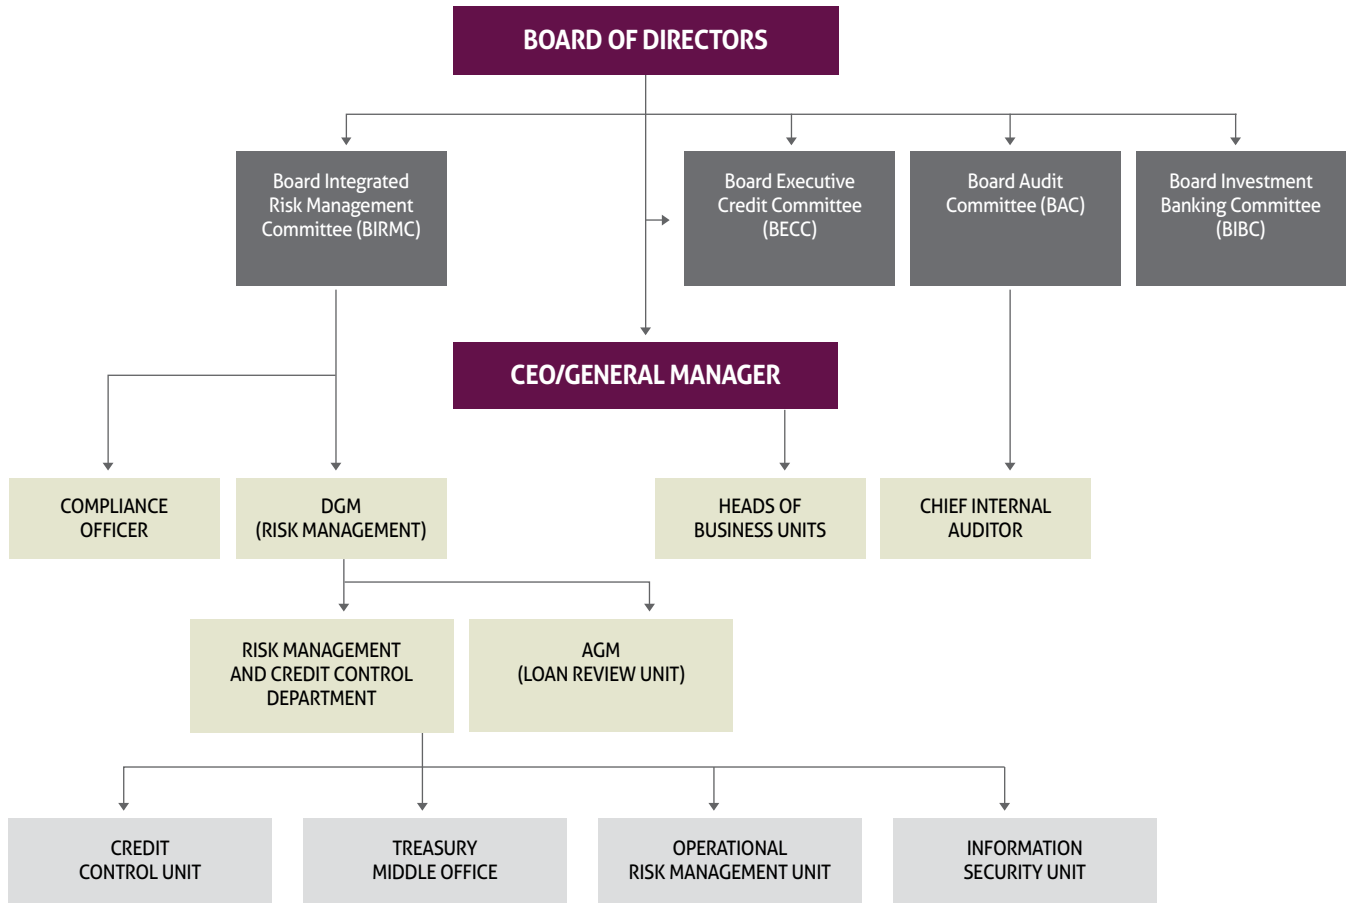 BOARD OF DIRECTORS
Board Integrated
Risk Management
Committee (BIRMC)
Board Executive
Credit Committee
(BECC)
Board Audit
Committee (BAC)
Board Investment
Banking Committee
(BIBC)
CEO/GENERAL MANAGER
COMPLIANCE
OFFICER
DGM
(RISK MANAGEMENT)
HEADS OF
BUSINESS UNITS
CHIEF INTERNAL
AUDITOR
RISK MANAGEMENT
AND CREDIT CONTROL
DEPARTMENT
AGM
(LOAN REVIEW UNIT)
CREDIT
CONTROL UNIT
TREASURY
MIDDLE OFFICE
OPERATIONAL
RISK MANAGEMENT UNIT
INFORMATION
SECURITY UNIT